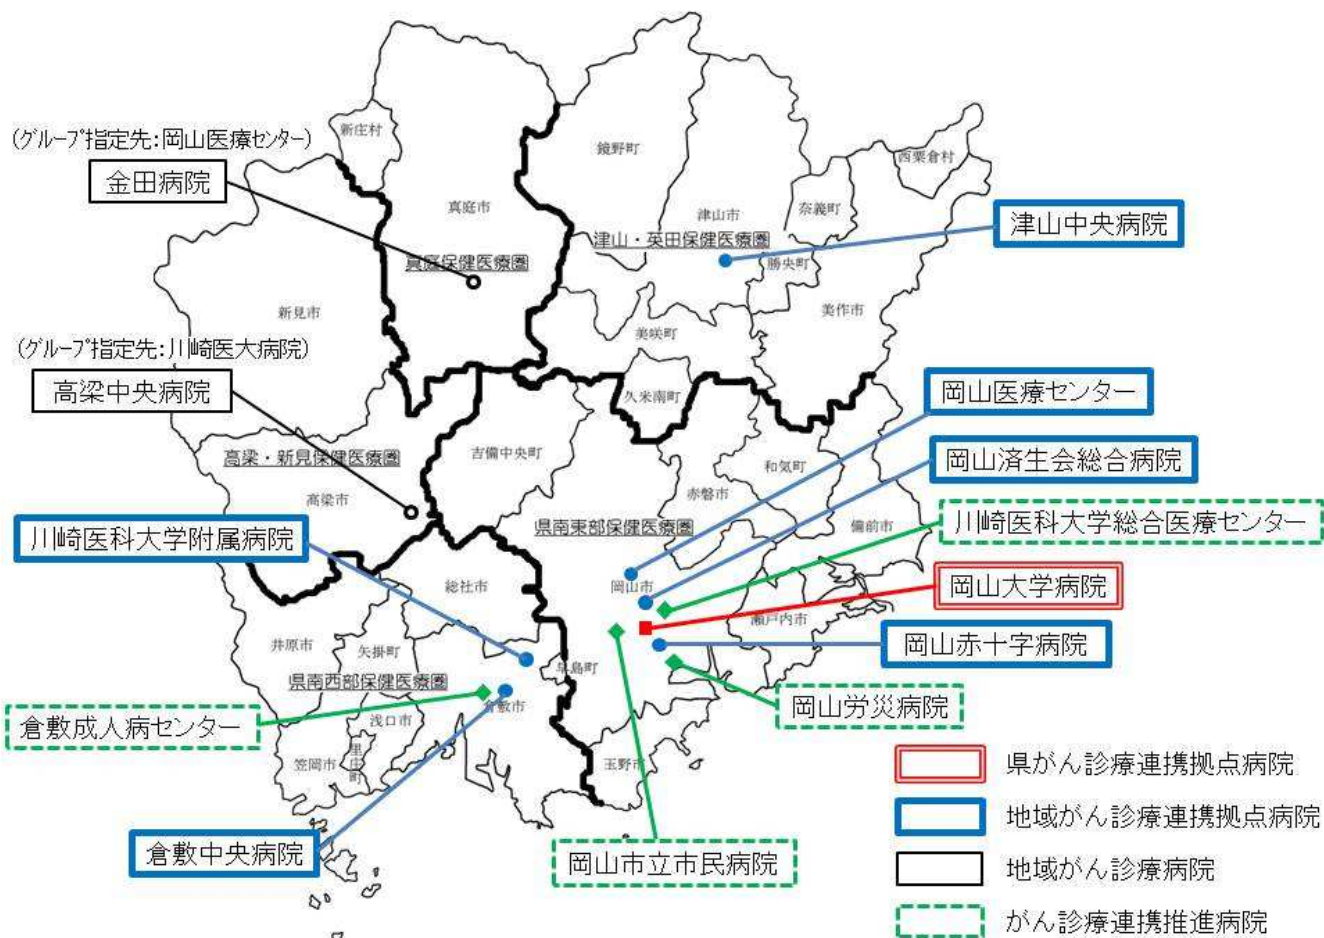 新庄村
鏡野町
西粟倉村
(グループ指定先:岡山医療センター)
金田病院
真庭市
津山市
奈義町
津山中央病院
津山・英田保健医療圏
真庭保健医療圏
勝央町
新見市
美作市
美咲町
(グループ指定先:川崎医大病院)
高梁中央病院
久米南町
岡山医療センター
吉備中央町
高梁・新見保健医療圏
和気町
岡山済生会総合病院
赤磐市
高梁市
県南東部保健医療圏
備前市
川崎医科大学総合医療センター
川崎医科大学附属病院
総社市
岡山市
岡山大学病院
瀬戸内市
井原市
矢掛町
早島町
岡山赤十字病院
県南西部保健医療圏
倉敷市
岡山労災病院
倉敷成人病センター
浅口市
里庄町
笠岡市
玉野市
県がん診療連携拠点病院
地域がん診療連携拠点病院
倉敷中央病院
岡山市立市民病院
地域がん診療病院
がん診療連携推進病院